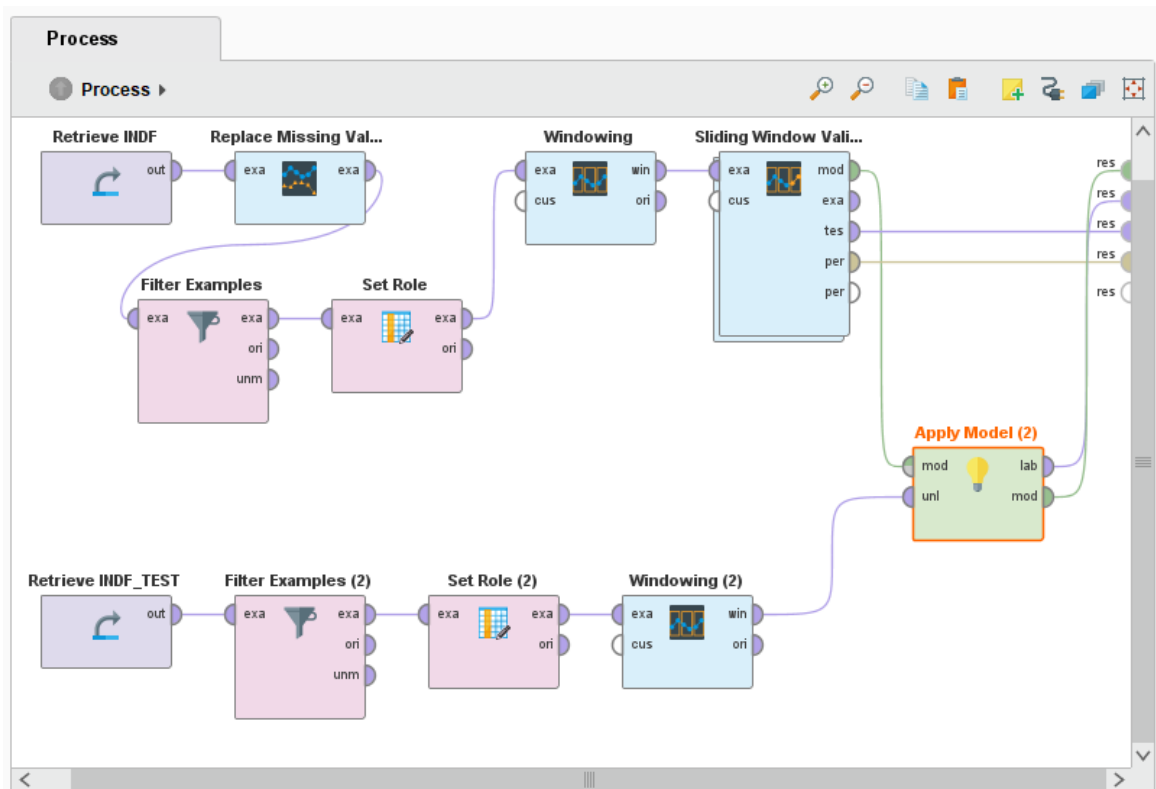 Process
Process
Retrieve INDF
out
Replace Missing Val...
exa exa
Windowing
exa win
cus ori
Sliding Window Vali...
exa mod
cus exa
tes
per
per
res
res
res
res
res
Filter Examples
exa exa
ori
unm
Set Role
exa exa
ori
Apply Model (2)
mod lab
unl mod
Retrieve INDF_TEST
out
Filter Examples (2)
exa exa
ori
unm
Set Role (2)
exa exa
ori
Windowing (2)
exa win
cus ori